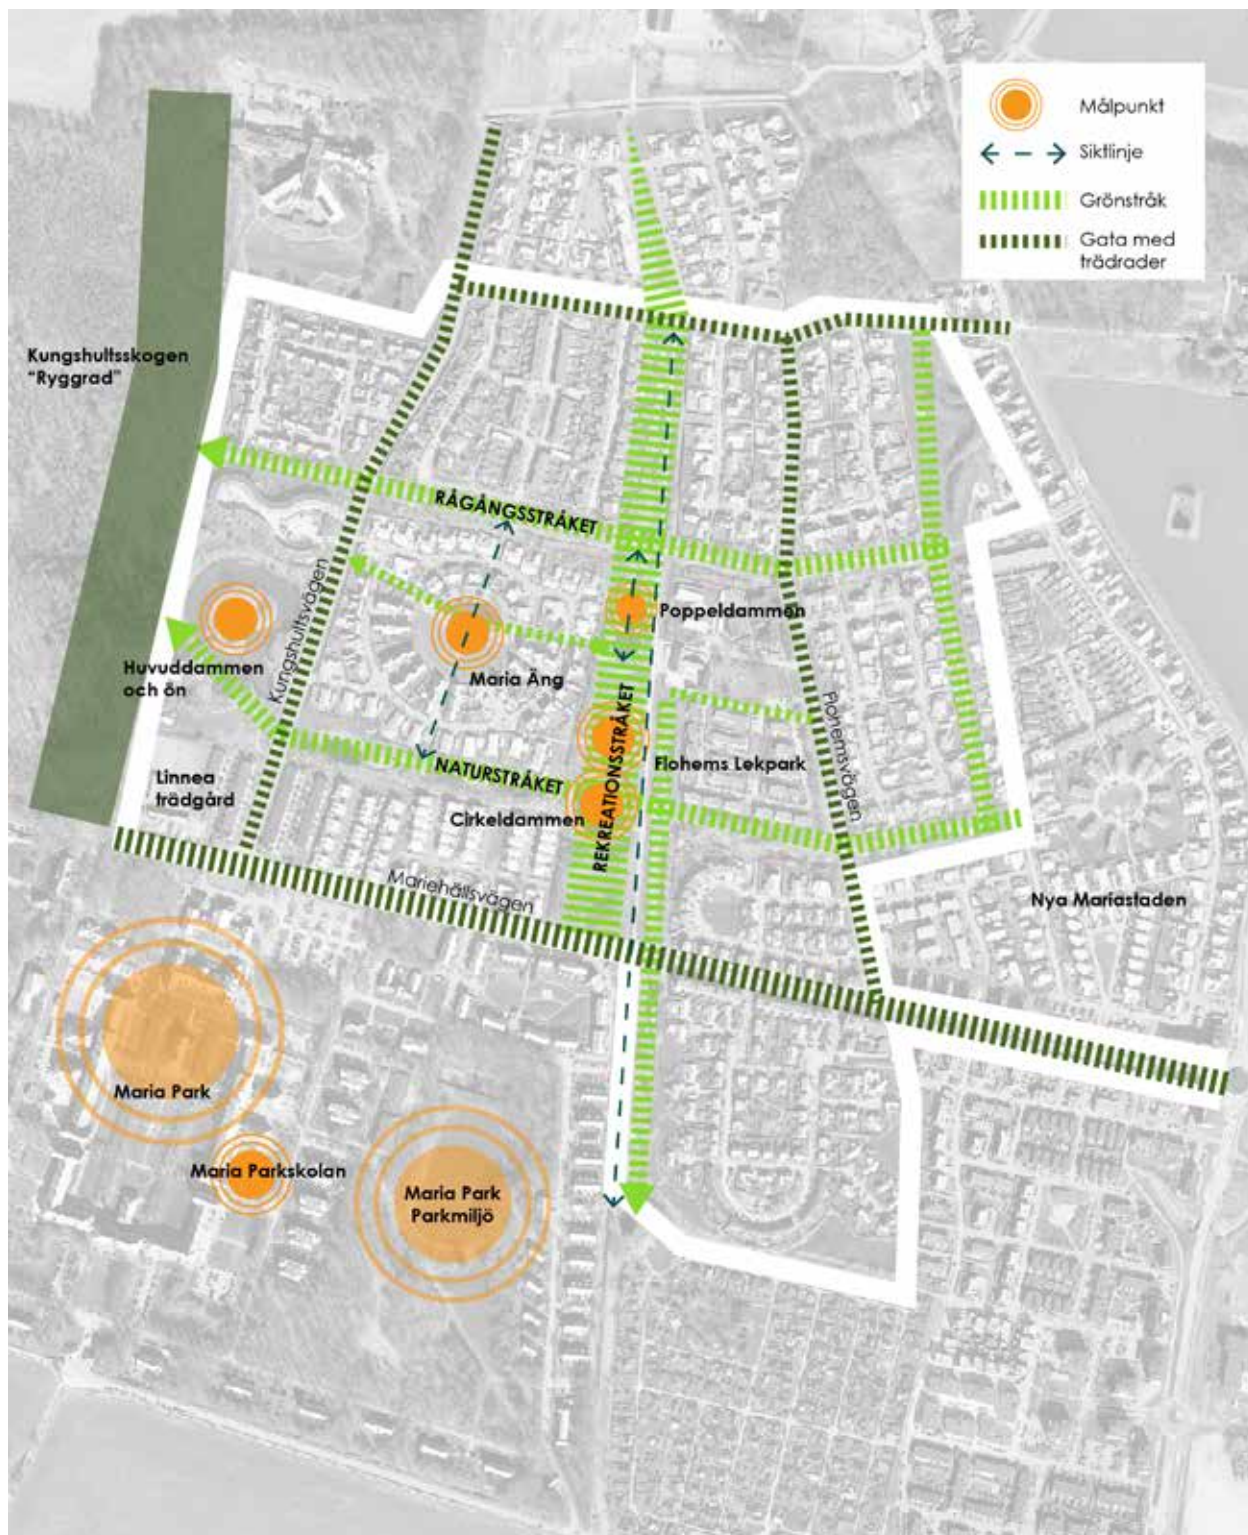 Målpunkt
Siktlinje
Grönstråk
Gata med
trädrader
Kungshultsskogen
"Ryggrad"
RÅGÅNGSSTRÅKET
Kungshultsvägen
Poppeldammen
Huvuddammen
och ön
Maria Äng
REKREATIONSSTRÅKET
Flohemsvägen
Flohems Lekpark
NATURSTRÅKET
Linnea
trädgård
Cirkeldammen
Mariehällsvägen
Nya Mariastaden
Maria Park
Maria Parkskolan
Maria Park
Parkmiljö